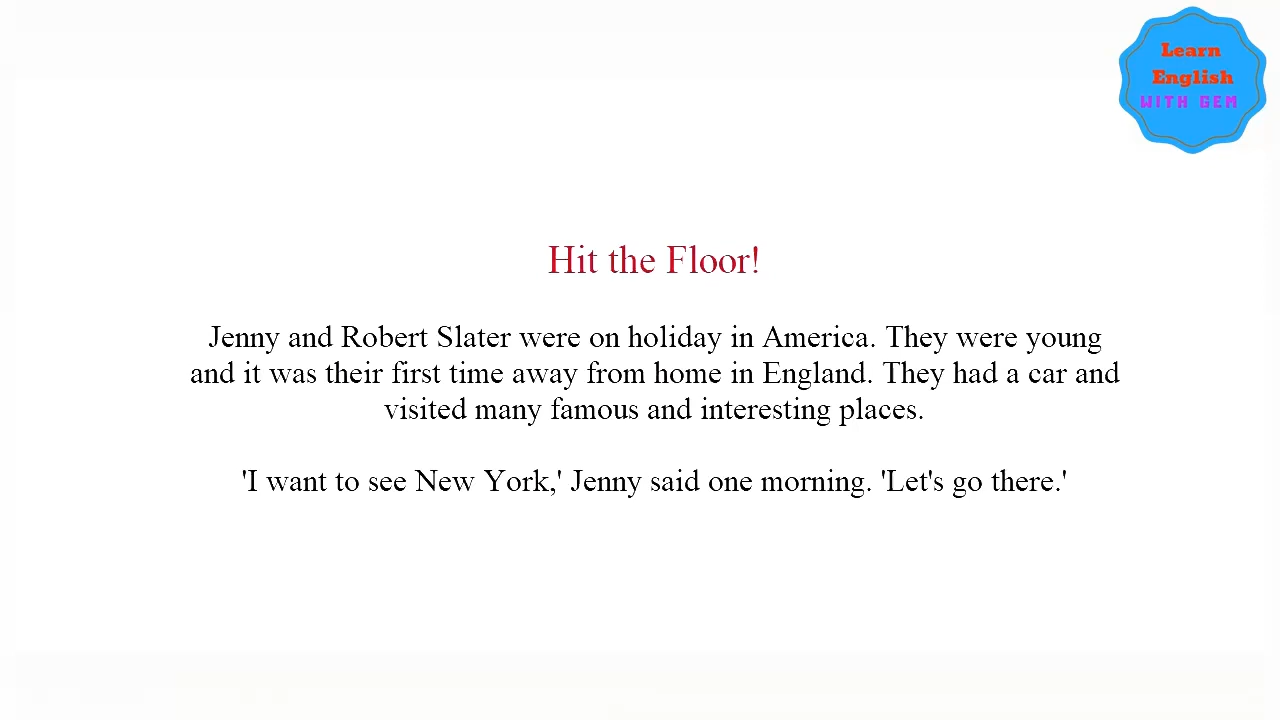 Learn
English
WITH GEM
Hit the Floor!
Jenny and Robert Slater were on holiday in America. They were young
and it was their first time away from home in England. They had a car and
visited many famous and interesting places.
'I want to see New York,' Jenny said one morning. 'Let's go there.'